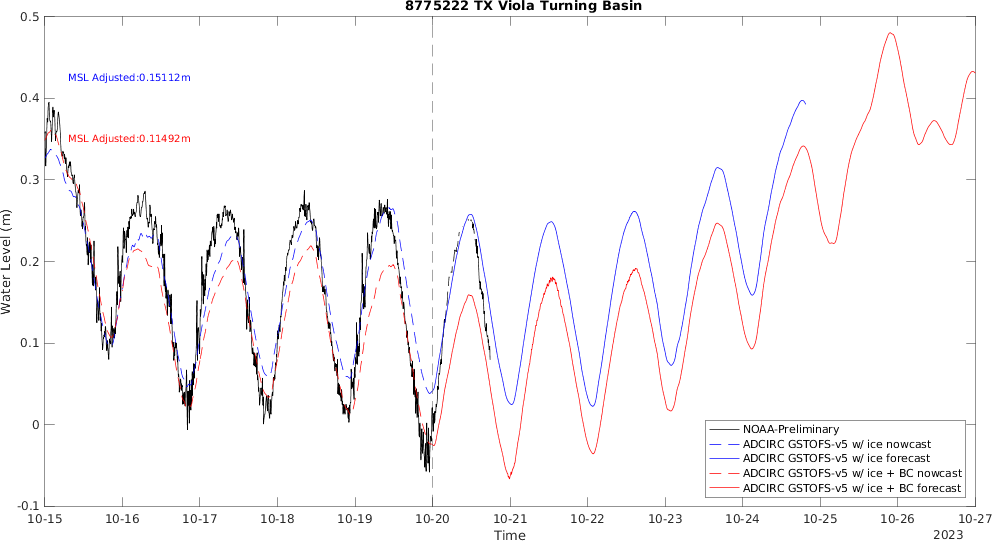 8775222 TX Viola Turning Basin
0.5
0.4
0.3
0.2
0.1
0
-0.1
Water Level (m)
MSL Adjusted:0.15112m
MSL Adjusted:0.11492m
NOAA-Preliminary
ADCIRC GSTOFS-v5 w/ ice nowcast
ADCIRC GSTOFS-v5 w/ ice forecast
ADCIRC GSTOFS-v5 w/ ice + BC nowcast
ADCIRC GSTOFS-v5 w/ ice + BC forecast
10-15 10-16 10-17 10-18 10-19 10-20 10-21 10-22 10-23 10-24 10-25 10-26 10-27
Time
2023